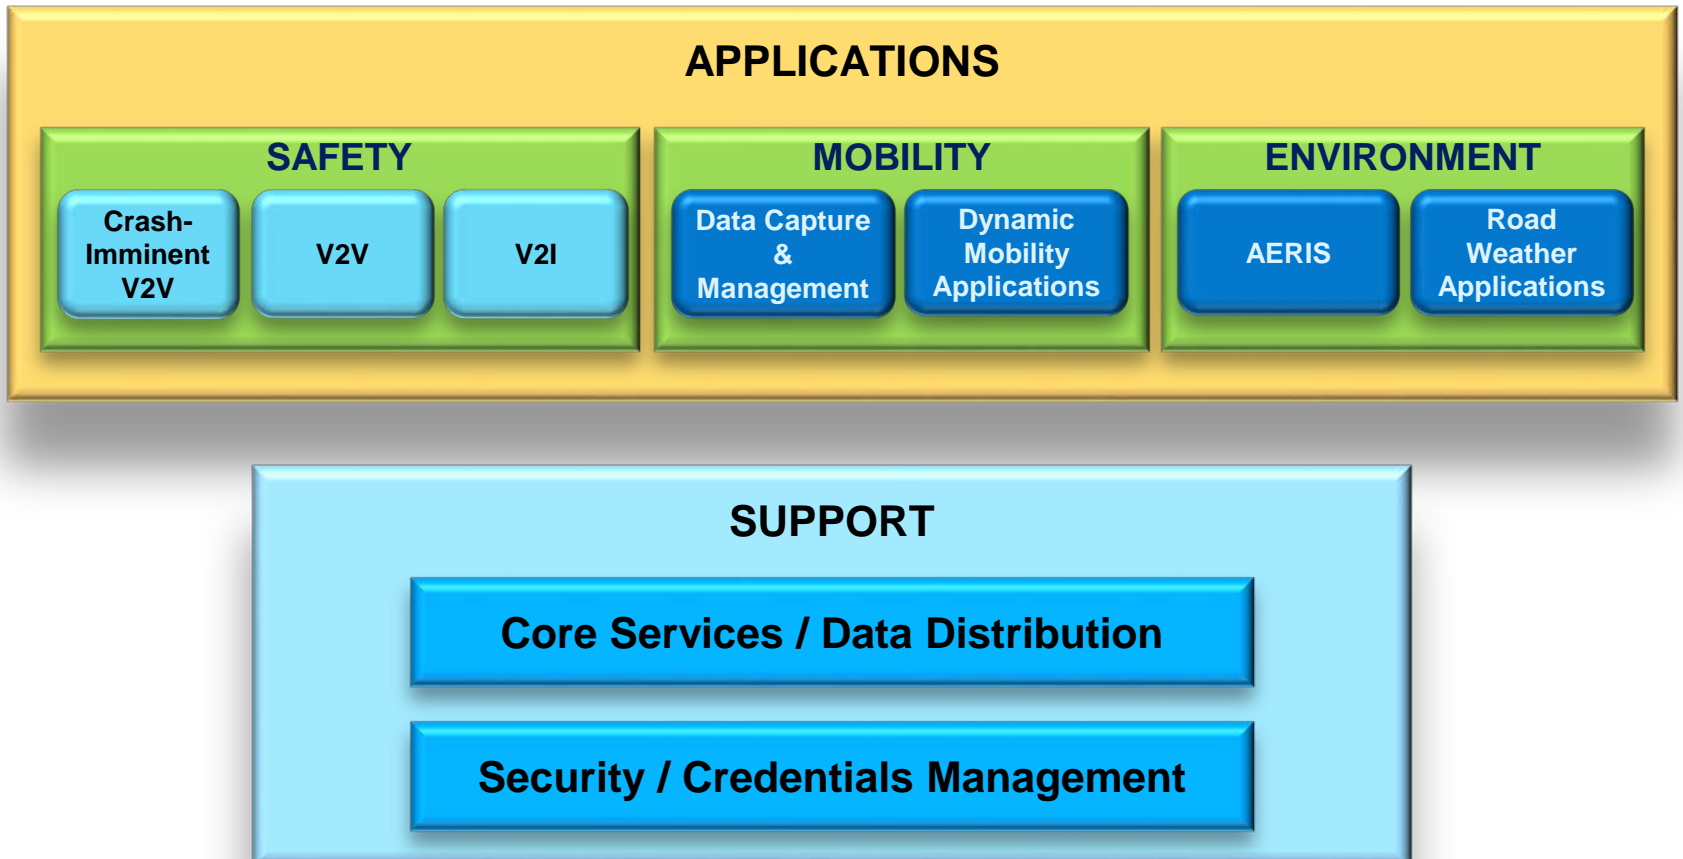 APPLICATIONS
SAFETY
Crash-
Imminent
V2V
V2V
V2I
MOBILITY
Data Capture
&
Management
Dynamic
Mobility
Applications
ENVIRONMENT
AERIS
Road
Weather
Applications
SUPPORT
Core Services / Data Distribution
Security / Credentials Management